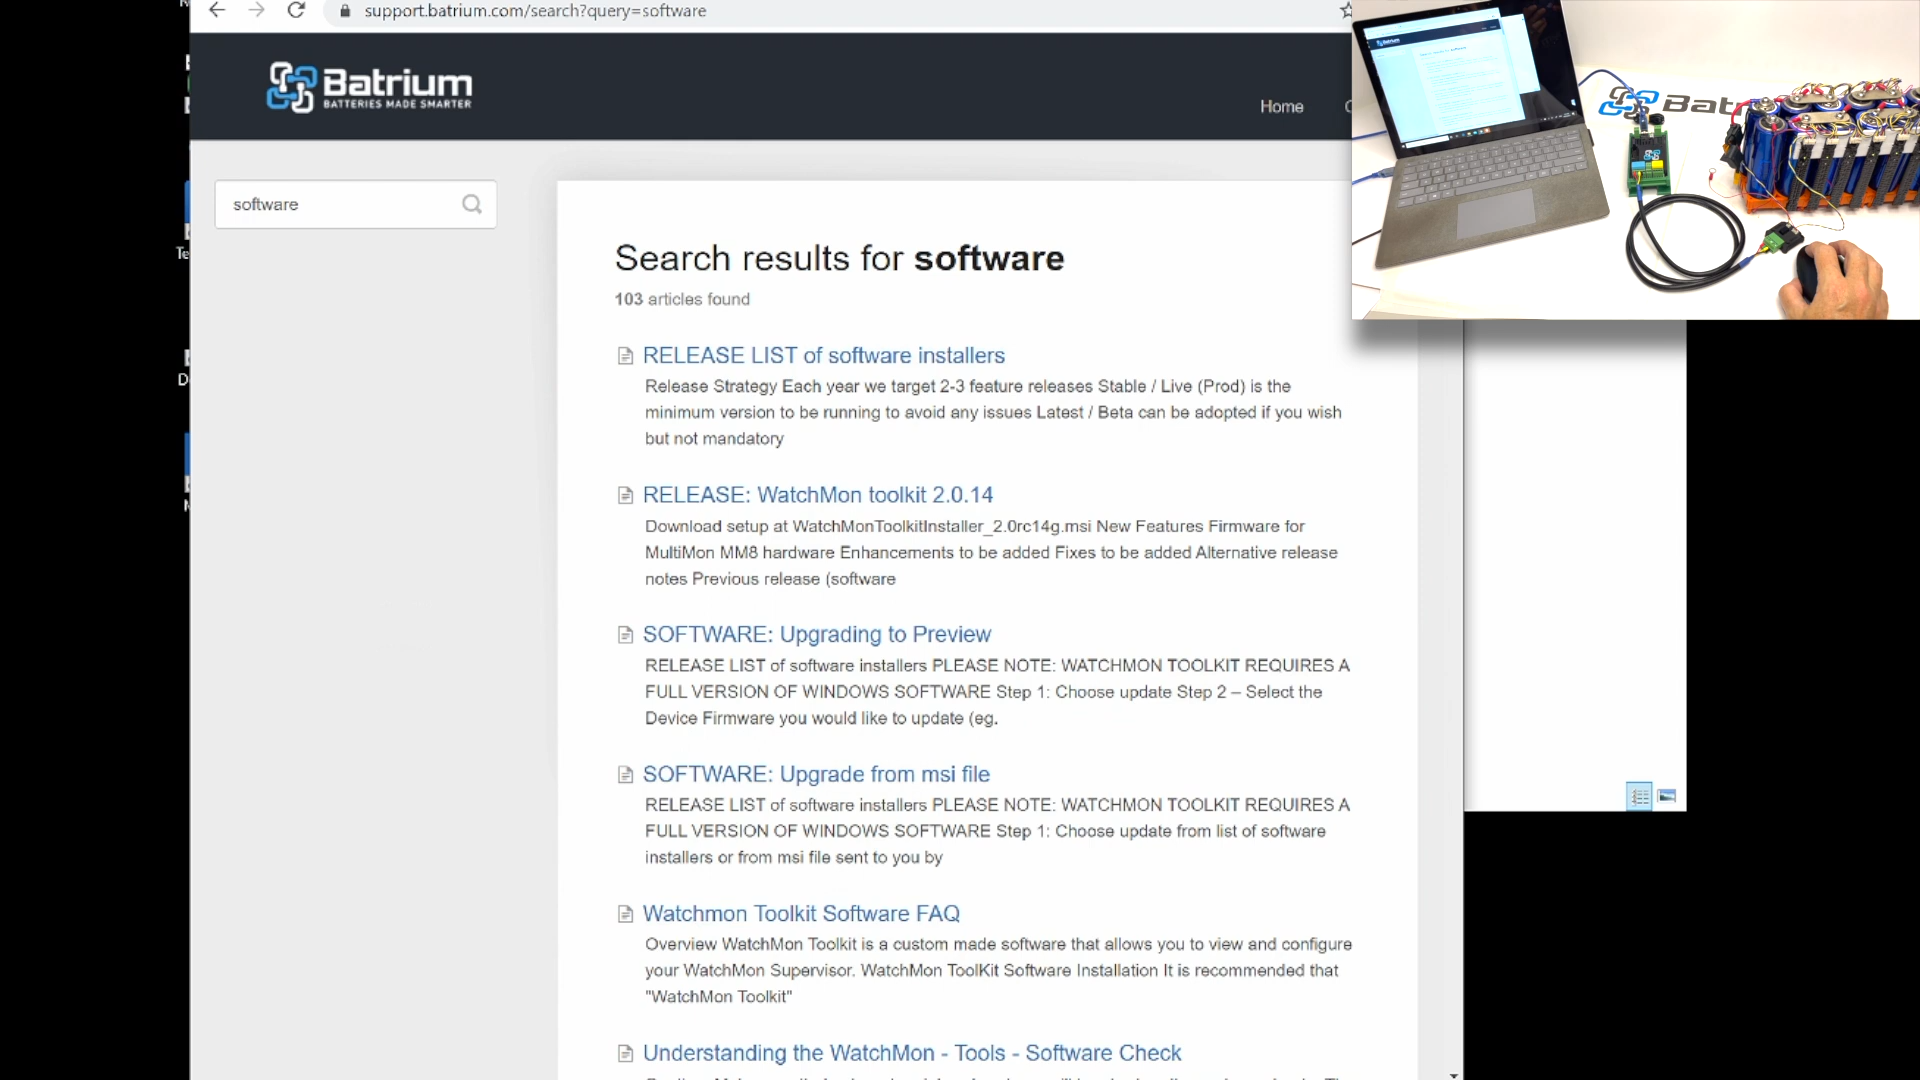 support.batrium.com/search?query=software
Batrium
BATTERIES MADE SMARTER
Home
software
Search results for software
103 articles found
RELEASE LIST of software installers
Release Strategy Each year we target 2-3 feature releases Stable / Live (Prod) is the
minimum version to be running to avoid any issues Latest / Beta can be adopted if you wish
but not mandatory
RELEASE: WatchMon toolkit 2.0.14
Download setup at WatchMonToolkitInstaller_2.0rc14g.msi New Features Firmware for
MultiMon MM8 hardware Enhancements to be added Fixes to be added Alternative release
notes Previous release (software
SOFTWARE: Upgrading to Preview
RELEASE LIST of software installers PLEASE NOTE: WATCHMON TOOLKIT REQUIRES A
FULL VERSION OF WINDOWS SOFTWARE Step 1: Choose update Step 2 – Select the
Device Firmware you would like to update (eg.
SOFTWARE: Upgrade from msi file
RELEASE LIST of software installers PLEASE NOTE: WATCHMON TOOLKIT REQUIRES A
FULL VERSION OF WINDOWS SOFTWARE Step 1: Choose update from list of software
installers or from msi file sent to you by
Watchmon Toolkit Software FAQ
Overview WatchMon Toolkit is a custom made software that allows you to view and configure
your WatchMon Supervisor. WatchMon ToolKit Software Installation It is recommended that
"WatchMon Toolkit"
Understanding the WatchMon - Tools - Software Check